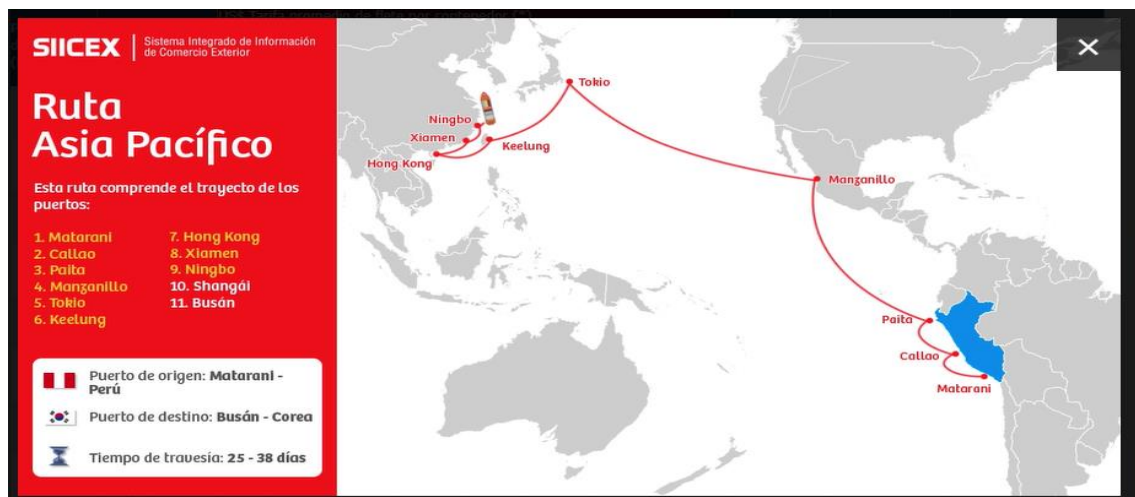 SIICEX
Sistema Integrado de Información
de Comercio Exterior
Ruta
Asia Pacífico
Esta ruta comprende el trayecto de los
puertos:
1. Matarani
2. Callao
3. Paita
4. Manzanillo
5. Tokio
6. Keelung
7. Hong Kong
8. Xiamen
9. Ningbo
10. Shangái
11. Busán
Puerto de origen: Matarani -
Perú
Puerto de destino: Busán - Corea
Tiempo de travesía: 25 - 38 días
Tokio
Ningbo
Xiamen
Keelung
Hong Kong
Manzanillo
Paita
Callao
Matarani